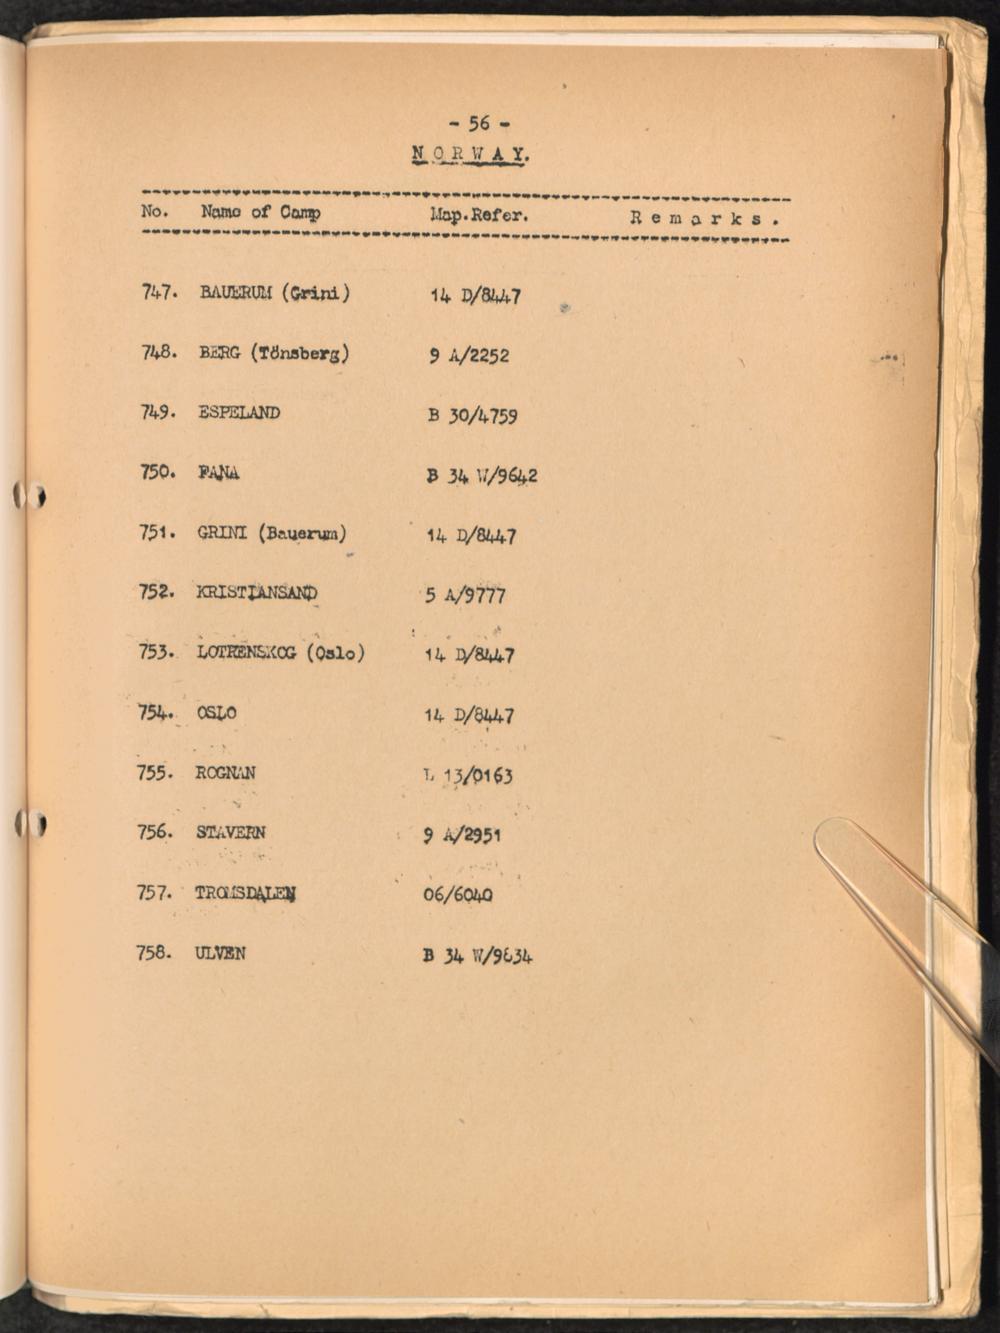 - 56 -
NORWAY.
No. Name of Camp Map.Refer. Remarks.
747. BAUERUM (Grini) 14 D/8447
748. BERG (Tönsberg) 9 A/2252
749. ESPELAND B 30/4759
750. FANA B 34 W/9642
751. GRINI (Bauerum) 14 D/8447
752. KRISTIANSAND 5 A/9777
753. LOTRENSKOG (Oslo) 14 D/8447
754. OSLO 14 D/8447
755. ROGNAN L 13/0163
756. STAVERN 9 A/2951
757. TROMSDALEN 06/6040
758. ULVEN B 34